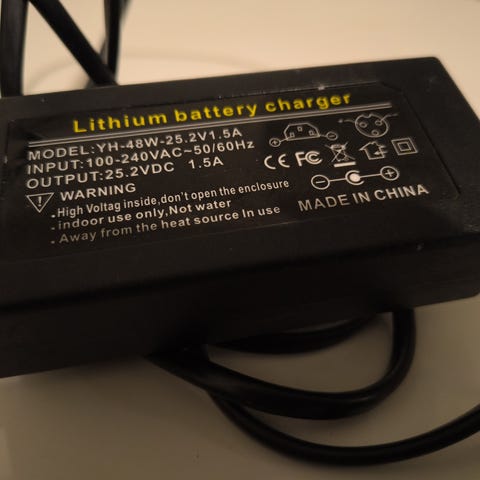 Lithium battery charger
MODEL:YH-48W-25.2V1.5A
INPUT:100-240VAC~50/60Hz
OUTPUT:25.2VDC 1.5A
WARNING
·High Voltag inside,don't open the enclosure
·indoor use only,Not water
·Away from the heat source In use
CE FC
MADE IN CHINA